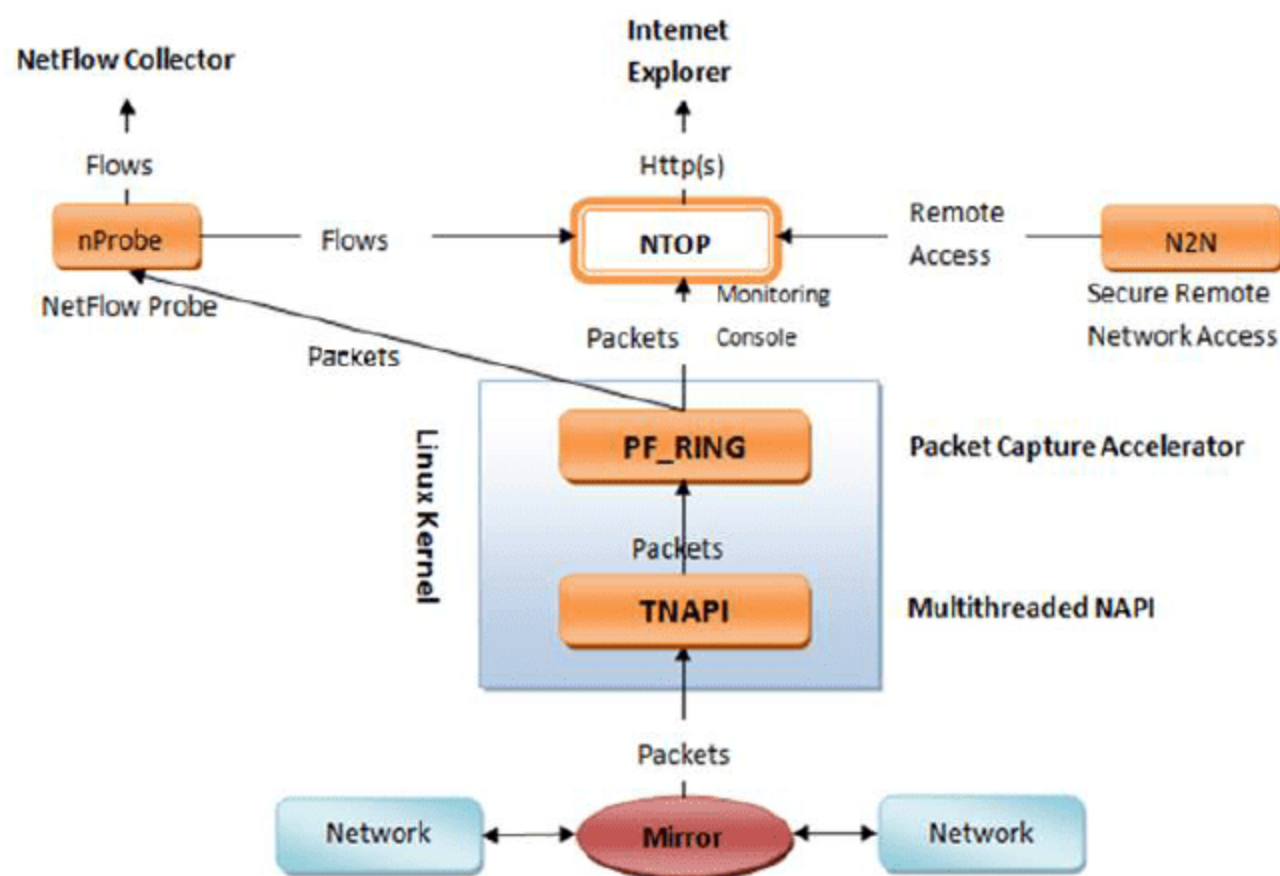 Internet
Explorer
NetFlow Collector
Flows
Http(s)
nProbe
Flows
NTOP
Remote
Access
N2N
NetFlow Probe
Monitoring
Console
Secure Remote
Network Access
Packets
Packets
Linux Kernel
PF_RING
Packet Capture Accelerator
Packets
TNAPI
Multithreaded NAPI
Packets
Network
Mirror
Network